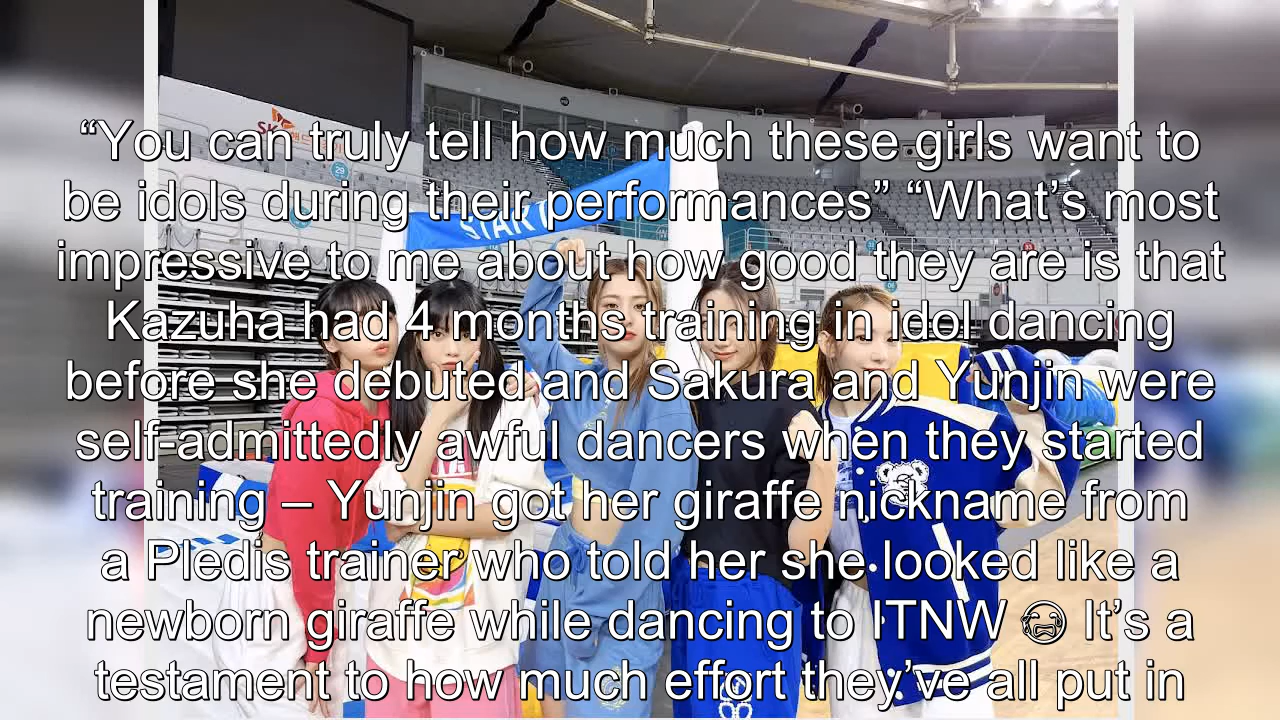 “You can truly tell how much these girls want to
be idols during their performances” “What’s most
impressive to me about how good they are is that
Kazuha had 4 months training in idol dancing
before she debuted and Sakura and Yunjin were
self-admittedly awful dancers when they started
training – Yunjin got her giraffe nickname from
a Pledis trainer who told her she looked like a
newborn giraffe while dancing to ITNW 😭 It’s a
testament to how much effort they’ve all put in
SK
29
START